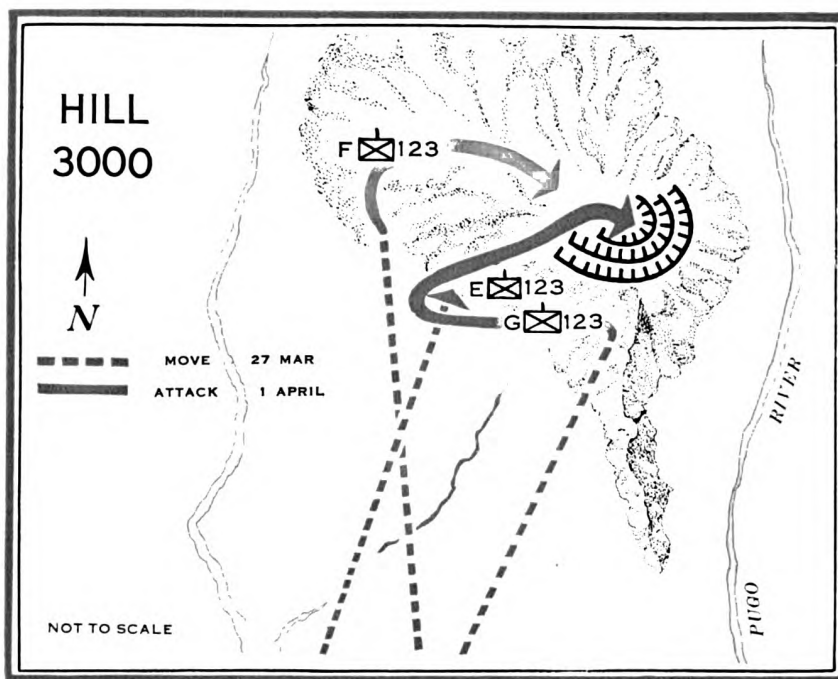 HILL
3000
F 123
E 123
G 123
N
MOVE 27 MAR
ATTACK 1 APRIL
PUGO RIVER
NOT TO SCALE